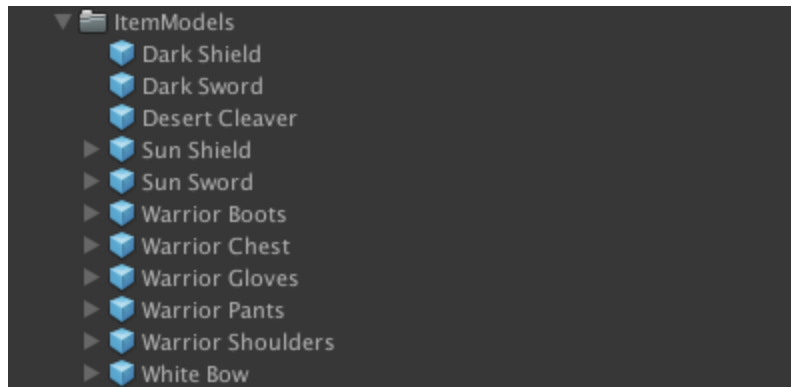 ItemModels
Dark Shield
Dark Sword
Desert Cleaver
Sun Shield
Sun Sword
Warrior Boots
Warrior Chest
Warrior Gloves
Warrior Pants
Warrior Shoulders
White Bow